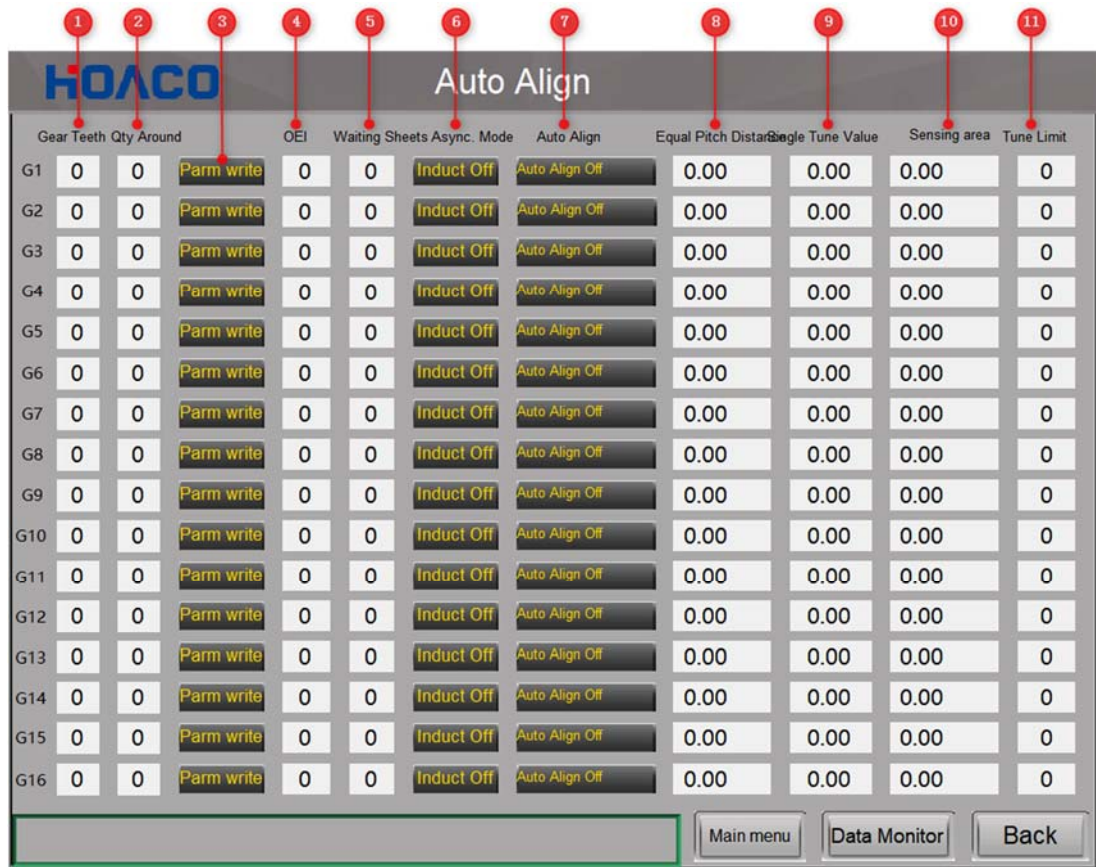 1 2 3 4 5 6 7 8 9 10 11
HOACO Auto Align
Gear Teeth Qty Around OEI Waiting Sheets Async. Mode Auto Align Equal Pitch Distance Single Tune Value Sensing area Tune Limit
G1 0 0 Parm write 0 0 Induct Off Auto Align Off 0.00 0.00 0.00 0
G2 0 0 Parm write 0 0 Induct Off Auto Align Off 0.00 0.00 0.00 0
G3 0 0 Parm write 0 0 Induct Off Auto Align Off 0.00 0.00 0.00 0
G4 0 0 Parm write 0 0 Induct Off Auto Align Off 0.00 0.00 0.00 0
G5 0 0 Parm write 0 0 Induct Off Auto Align Off 0.00 0.00 0.00 0
G6 0 0 Parm write 0 0 Induct Off Auto Align Off 0.00 0.00 0.00 0
G7 0 0 Parm write 0 0 Induct Off Auto Align Off 0.00 0.00 0.00 0
G8 0 0 Parm write 0 0 Induct Off Auto Align Off 0.00 0.00 0.00 0
G9 0 0 Parm write 0 0 Induct Off Auto Align Off 0.00 0.00 0.00 0
G10 0 0 Parm write 0 0 Induct Off Auto Align Off 0.00 0.00 0.00 0
G11 0 0 Parm write 0 0 Induct Off Auto Align Off 0.00 0.00 0.00 0
G12 0 0 Parm write 0 0 Induct Off Auto Align Off 0.00 0.00 0.00 0
G13 0 0 Parm write 0 0 Induct Off Auto Align Off 0.00 0.00 0.00 0
G14 0 0 Parm write 0 0 Induct Off Auto Align Off 0.00 0.00 0.00 0
G15 0 0 Parm write 0 0 Induct Off Auto Align Off 0.00 0.00 0.00 0
G16 0 0 Parm write 0 0 Induct Off Auto Align Off 0.00 0.00 0.00 0
Main menu Data Monitor Back